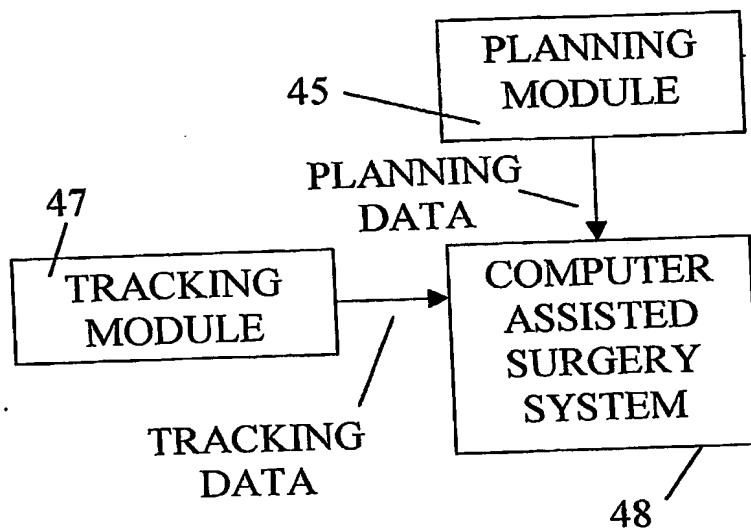 PLANNING
MODULE
45
PLANNING
DATA
47
TRACKING
MODULE
COMPUTER
ASSISTED
SURGERY
SYSTEM
TRACKING
DATA
48